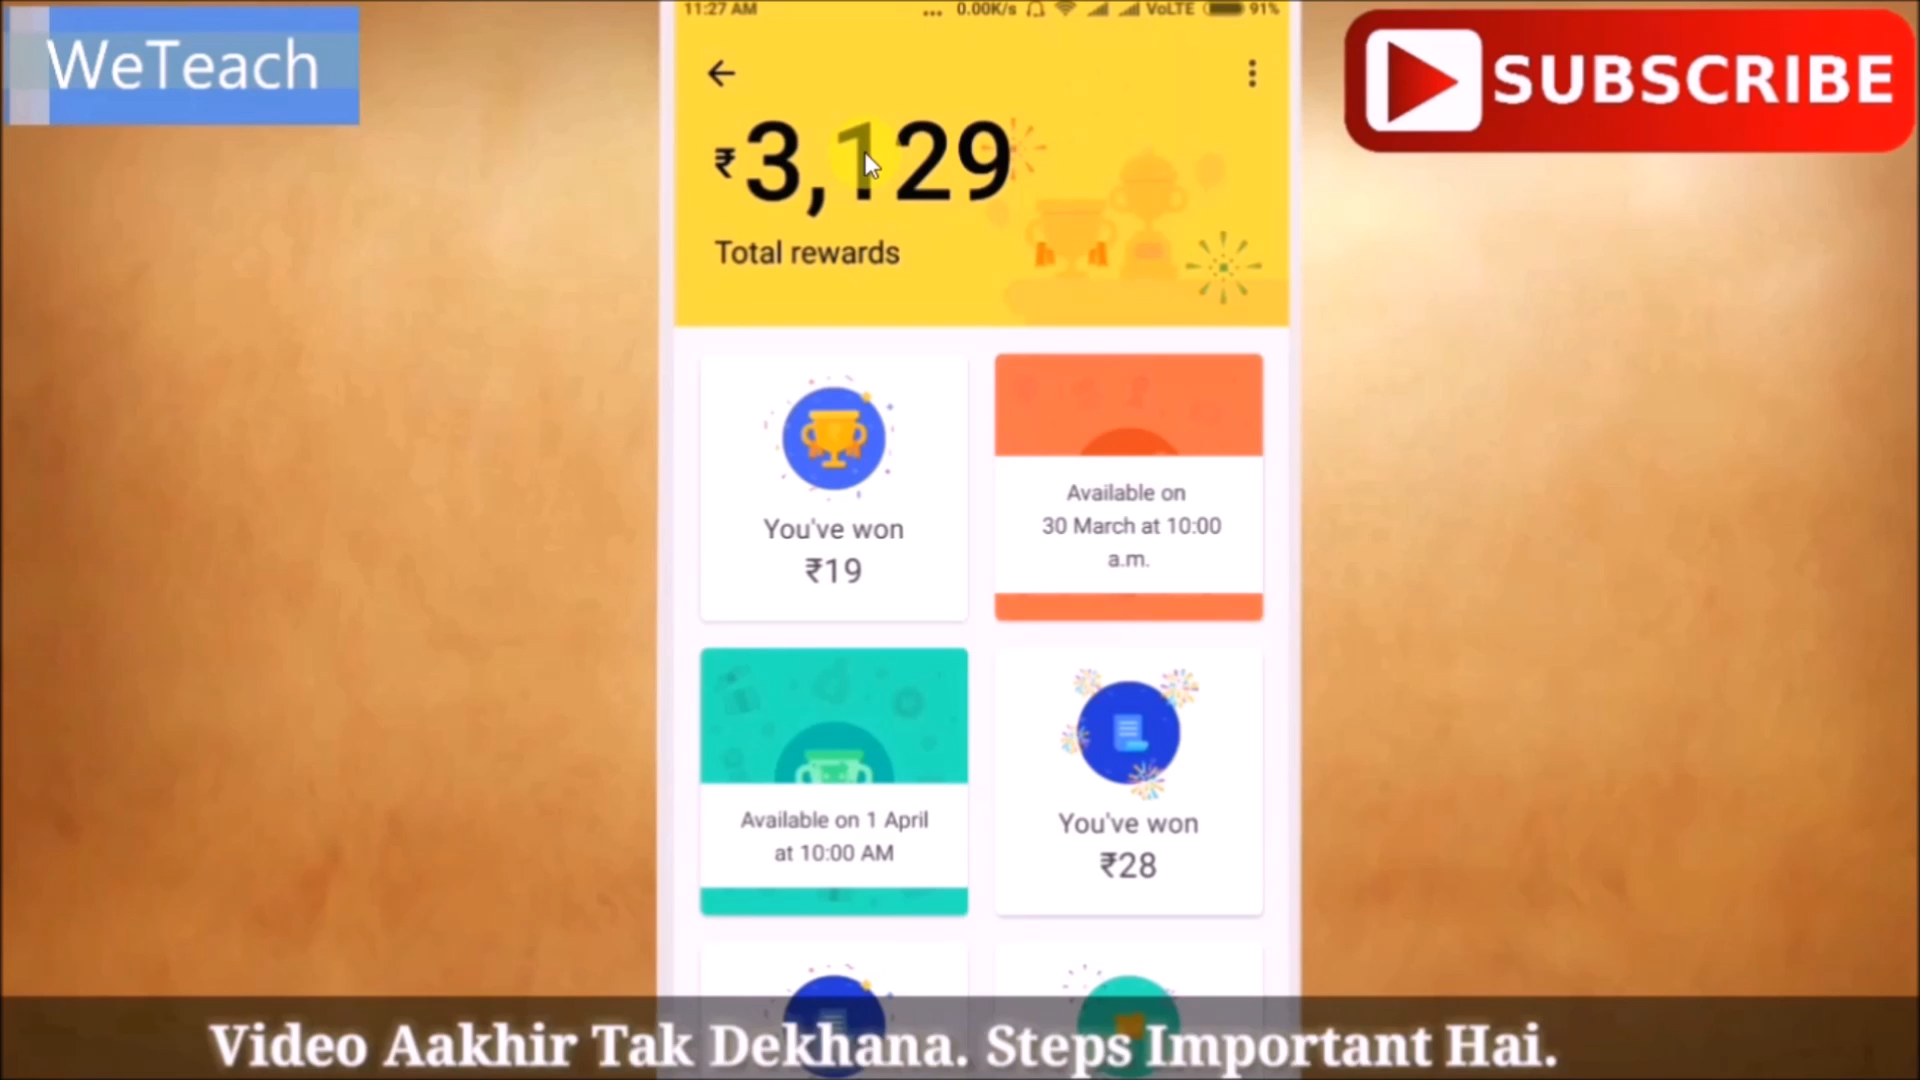 11:27 AM
... 0.00K/s VoLTE 91%
WeTeach
SUBSCRIBE
₹3,129
Total rewards
You've won
₹19
Available on
30 March at 10:00
a.m.
Available on 1 April
at 10:00 AM
You've won
₹28
Video Aakhir Tak Dekhana. Steps Important Hai.